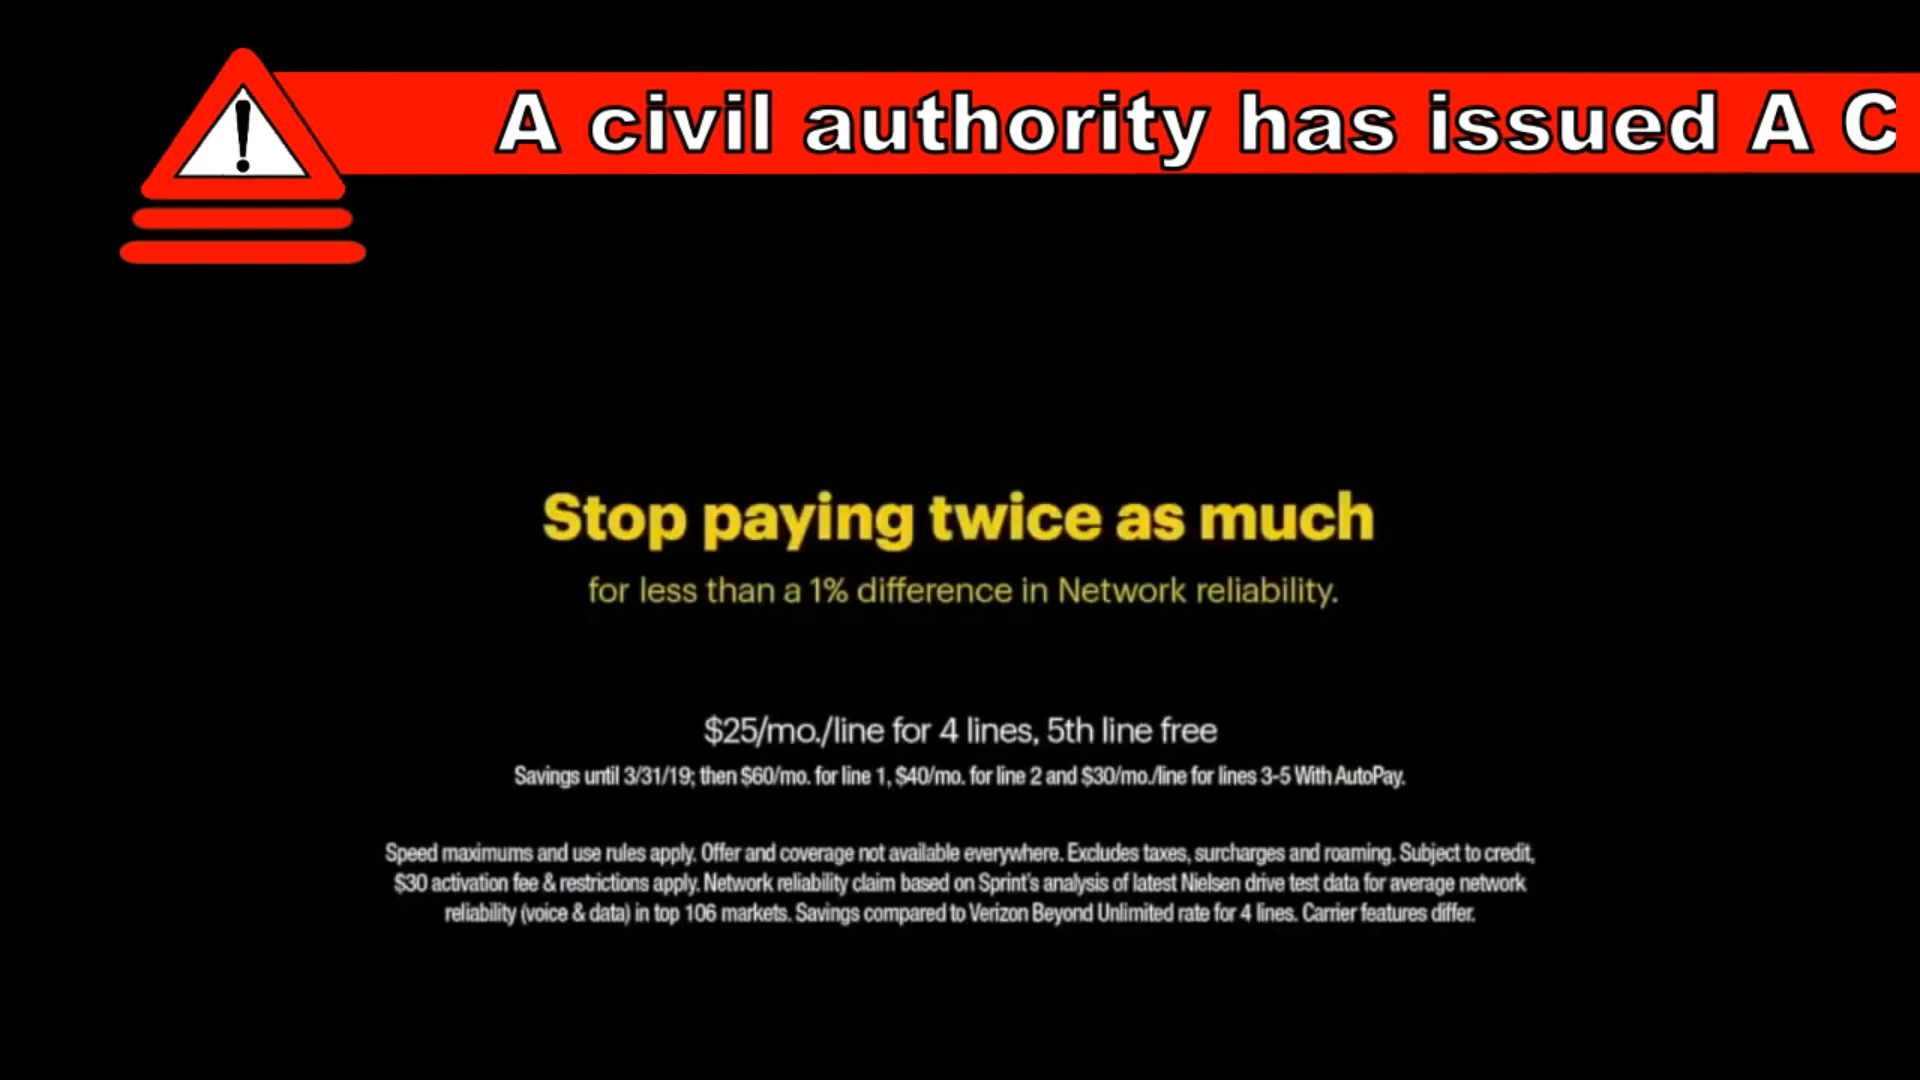 A civil authority has issued A C
Stop paying twice as much
for less than a 1% difference in Network reliability.
$25/mo./line for 4 lines, 5th line free
Savings until 3/31/19; then $60/mo. for line 1, $40/mo. for line 2 and $30/mo./line for lines 3-5 With AutoPay.
Speed maximums and use rules apply. Offer and coverage not available everywhere. Excludes taxes, surcharges and roaming. Subject to credit,
$30 activation fee & restrictions apply. Network reliability claim based on Sprint's analysis of latest Nielsen drive test data for average network
reliability (voice & data) in top 106 markets. Savings compared to Verizon Beyond Unlimited rate for 4 lines. Carrier features differ.